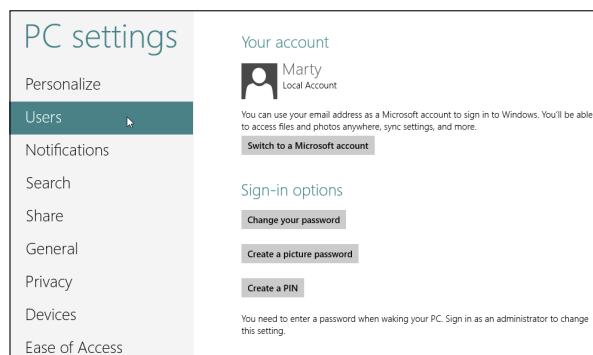 PC settings
Personalize
Users
Notifications
Search
Share
General
Privacy
Devices
Ease of Access
Your account
Marty
Local Account
You can use your email address as a Microsoft account to sign in to Windows. You'll be able
to access files and photos anywhere, sync settings, and more.
Switch to a Microsoft account
Sign-in options
Change your password
Create a picture password
Create a PIN
You need to enter a password when waking your PC. Sign in as an administrator to change
this setting.